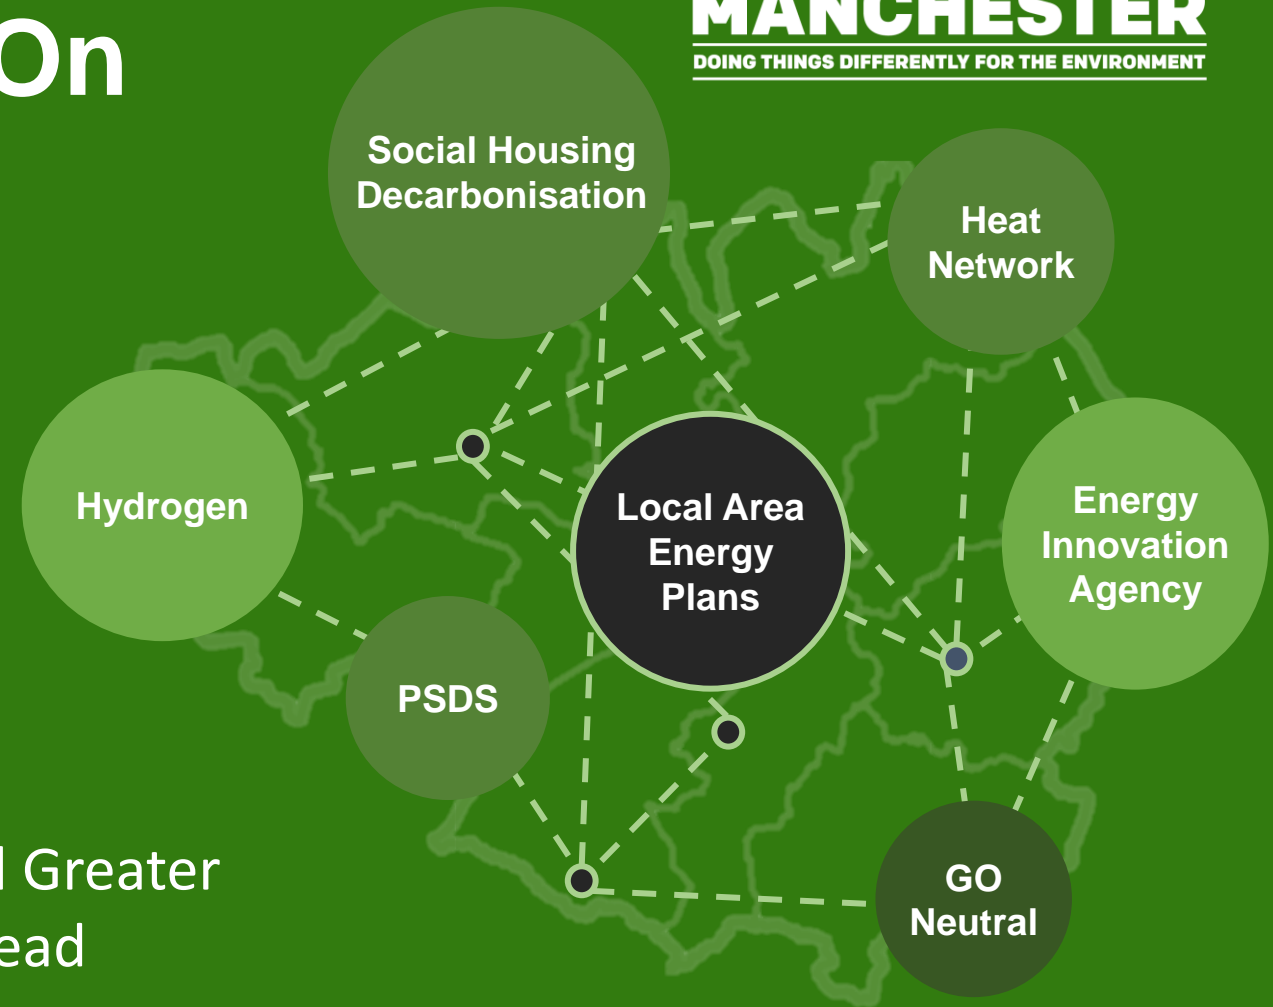 On
MANCHESTER
DOING THINGS DIFFERENTLY FOR THE ENVIRONMENT
Social Housing
Decarbonisation
Heat
Network
Hydrogen
Local Area
Energy
Plans
Energy
Innovation
Agency
PSDS
GO
Neutral
Greater